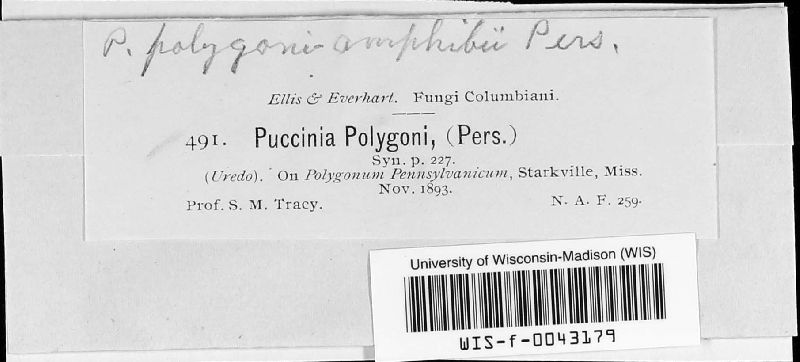 P. polygoni-amphibii Pers.
Ellis & Everhart. Fungi Columbiani.
491. Puccinia Polygoni, (Pers.)
Syn. p. 227.
(Uredo). On Polygonum Pennsylvanicum, Starkville, Miss.
Nov. 1893.
Prof. S. M. Tracy. N. A. F. 259.
University of Wisconsin-Madison (WIS)
WIS-f-0043179